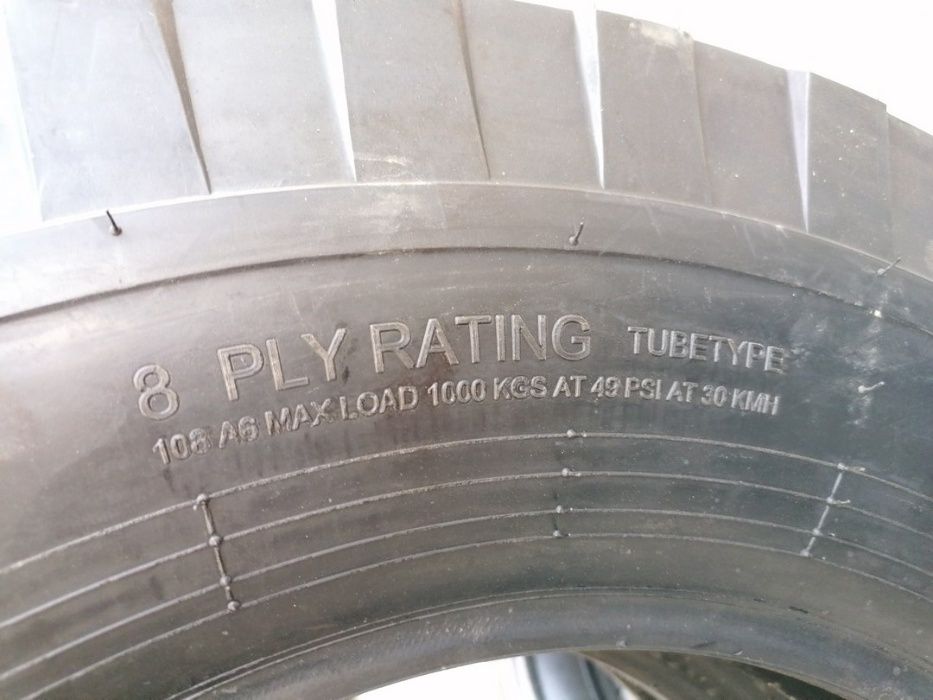 8 PLY RATING TUBETYPE
108 A6 MAX LOAD 1000 KGS AT 49 PSI AT 30 KMH